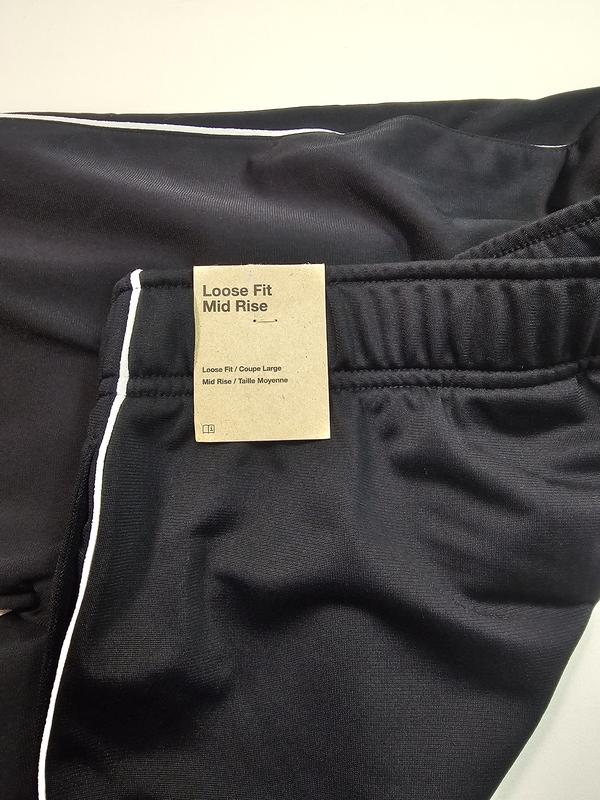 Loose Fit
Mid Rise
Loose Fit / Coupe Large
Mid Rise / Taille Moyenne